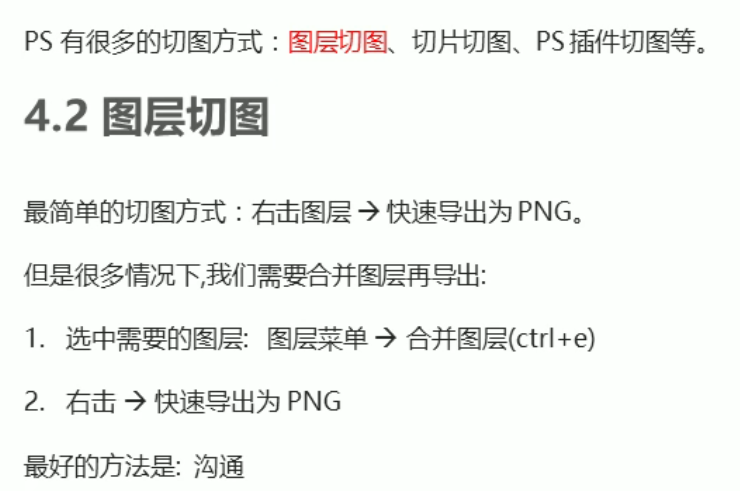 PS 有很多的切图方式：图层切图、切片切图、PS 插件切图等。
4.2 图层切图
最简单的切图方式：右击图层 → 快速导出为 PNG。
但是很多情况下,我们需要合并图层再导出:
1. 选中需要的图层: 图层菜单 → 合并图层(ctrl+e)
2. 右击 → 快速导出为 PNG
最好的方法是: 沟通